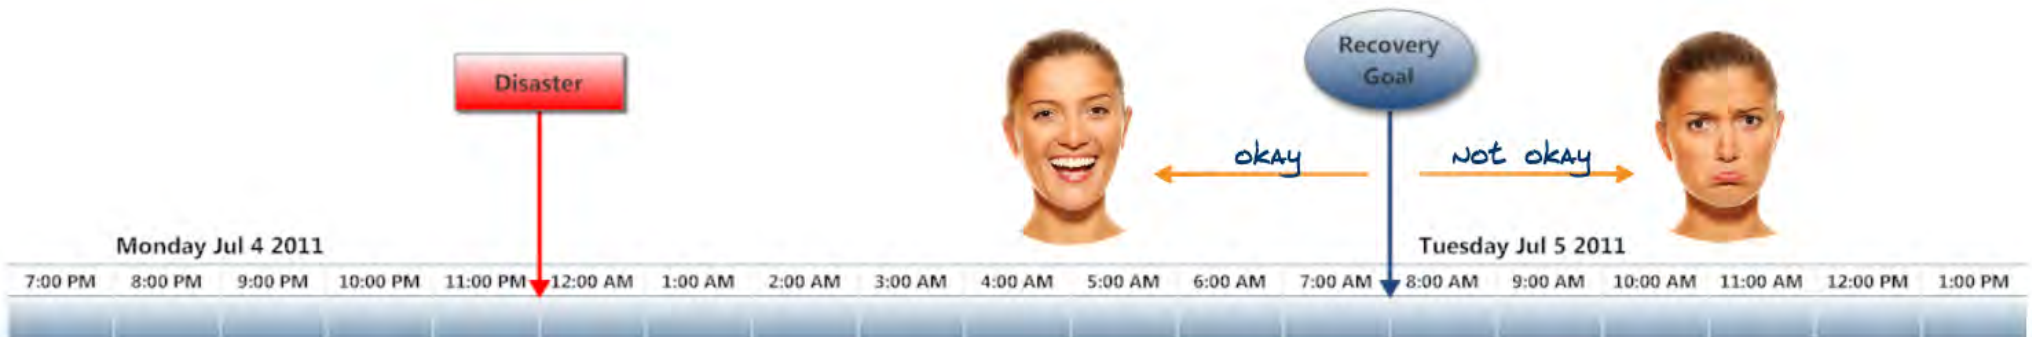 Disaster
Recovery
Goal
okay
Not okay
Monday Jul 4 2011
Tuesday Jul 5 2011
7:00 PM 8:00 PM 9:00 PM 10:00 PM 11:00 PM 12:00 AM 1:00 AM 2:00 AM 3:00 AM 4:00 AM 5:00 AM 6:00 AM 7:00 AM 8:00 AM 9:00 AM 10:00 AM 11:00 AM 12:00 PM 1:00 PM